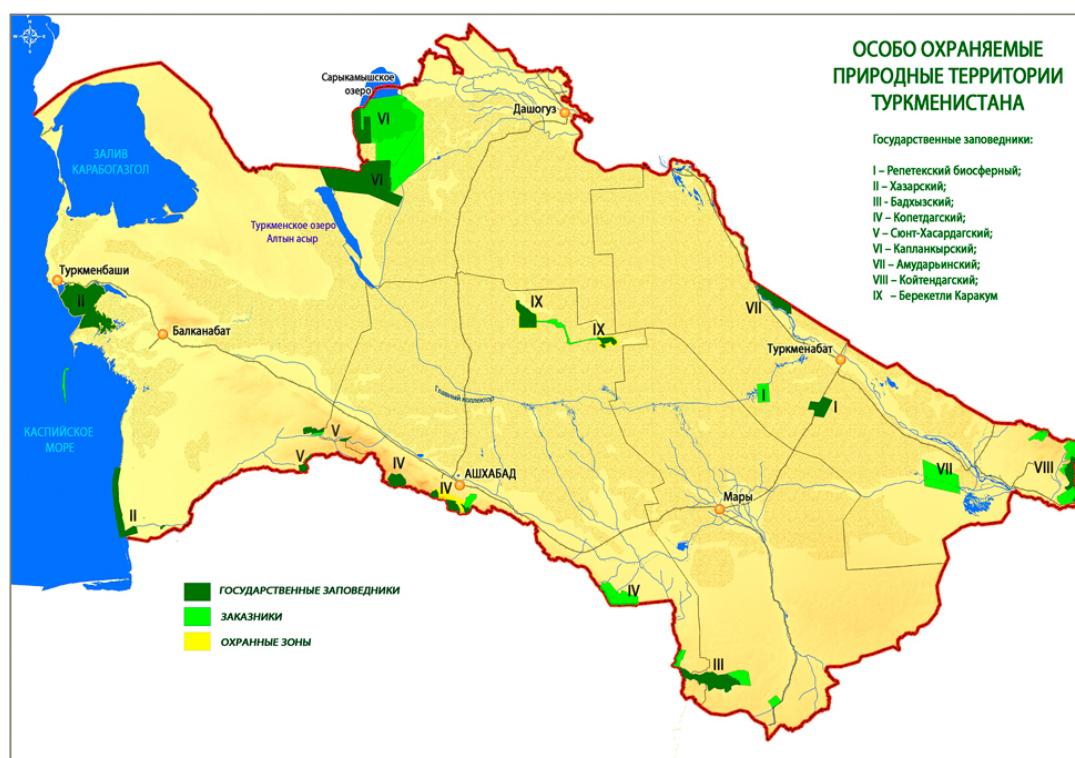 ОСОБО ОХРАНЯЕМЫЕ
ПРИРОДНЫЕ ТЕРРИТОРИИ
ТУРКМЕНИСТАНА
Государственные заповедники:
I – Репетекский биосферный;
II – Хазарский;
III - Бадхызский;
IV – Копетдагский;
V – Сюнт-Хасардагский;
VI – Капланкырский;
VII – Амударьинский;
VIII – Койтендагский;
IX – Берекетли Каракум
Сарыкамышское
озеро
Дашогуз
VI
ЗАЛИВ
КАРАБОГАЗГОЛ
VI
Туркменское озеро
Алтын асыр
Туркменбаши
II
Балканабат
IX
IX
VII
Туркменабат
Главный коллектор
I
I
КАСПИЙСКОЕ
МОРЕ
V
V
IV
АШХАБАД
IV
Мары
VII
VIII
II
IV
III
ГОСУДАРСТВЕННЫЕ ЗАПОВЕДНИКИ
ЗАКАЗНИКИ
ОХРАННЫЕ ЗОНЫ